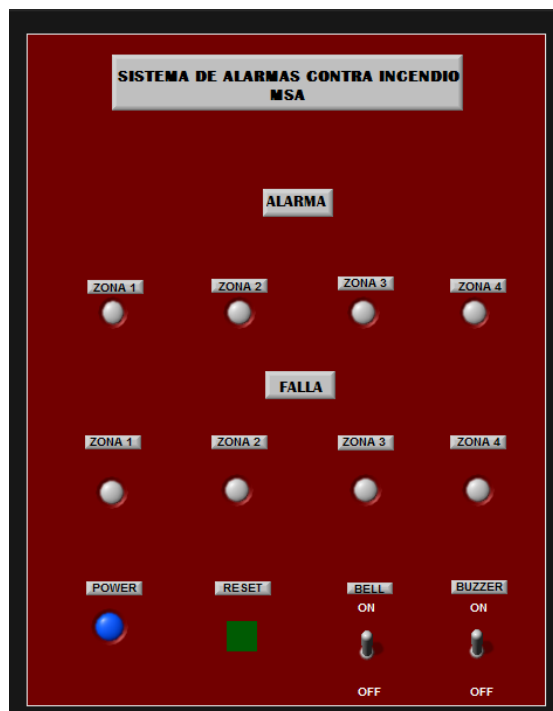 SISTEMA DE ALARMAS CONTRA INCENDIO
MSA
ALARMA
ZONA 1 ZONA 2 ZONA 3 ZONA 4
FALLA
ZONA 1 ZONA 2 ZONA 3 ZONA 4
POWER RESET BELL BUZZER
ON ON
OFF OFF